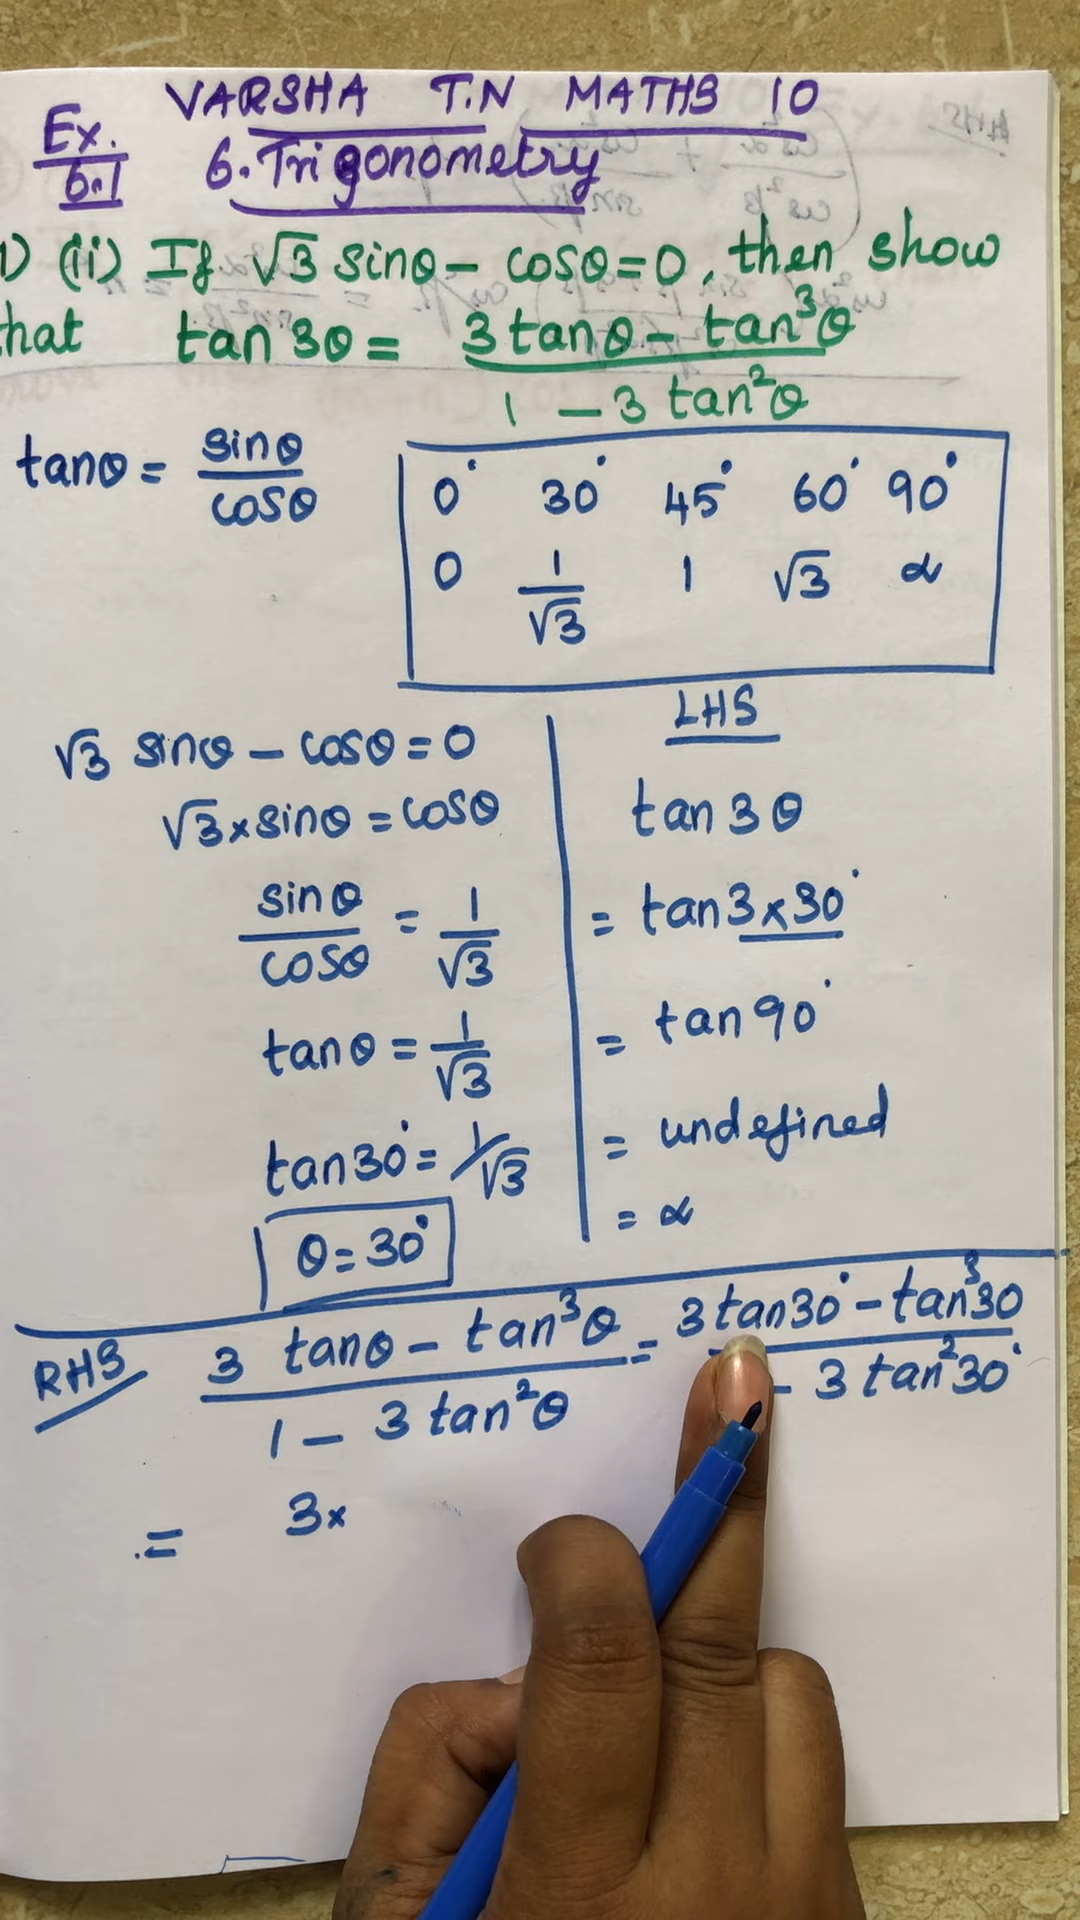 VARSHA T.N MATHS 10
Ex. 6.1
6. Trigonometry
1) (ii) If √3 sinθ - cosθ = 0, then show
that tan 3θ = (3 tanθ - tan³θ) / (1 - 3 tan²θ)
tanθ = sinθ/cosθ
0° 30° 45° 60° 90°
0 1/√3 1 √3 α
√3 sinθ - cosθ = 0
√3 × sinθ = cosθ
sinθ/cosθ = 1/√3
tanθ = 1/√3
tan30° = 1/√3
θ = 30°
LHS
tan 3θ
= tan 3×30°
= tan 90°
= undefined
= α
RHS (3 tanθ - tan³θ) / (1 - 3 tan²θ) = (3 tan30° - tan³30) / ( - 3 tan²30°)
= 3×